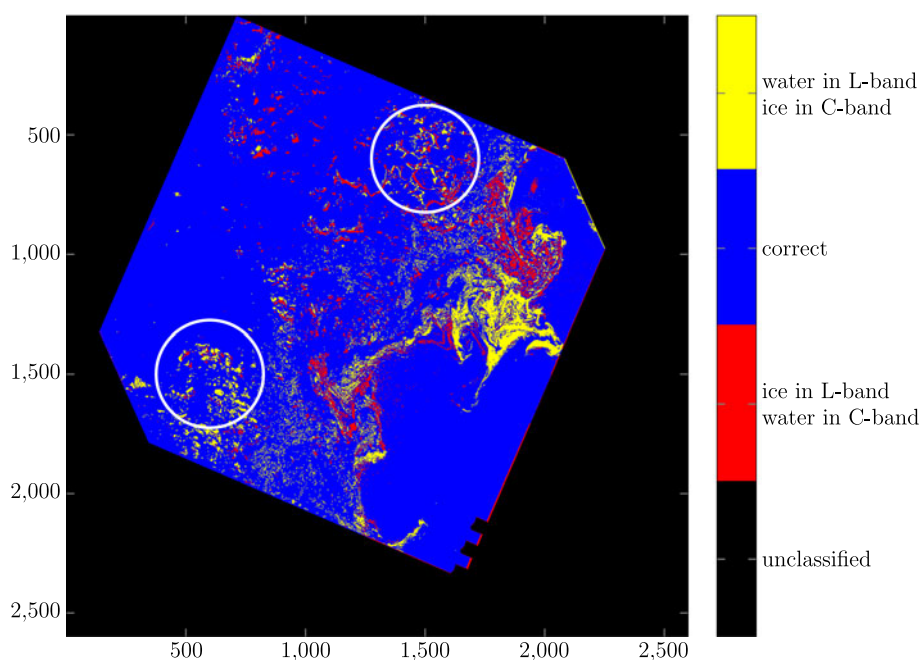 500
1,000
1,500
2,000
2,500
500
1,000
1,500
2,000
2,500
water in L-band
ice in C-band
correct
ice in L-band
water in C-band
unclassified